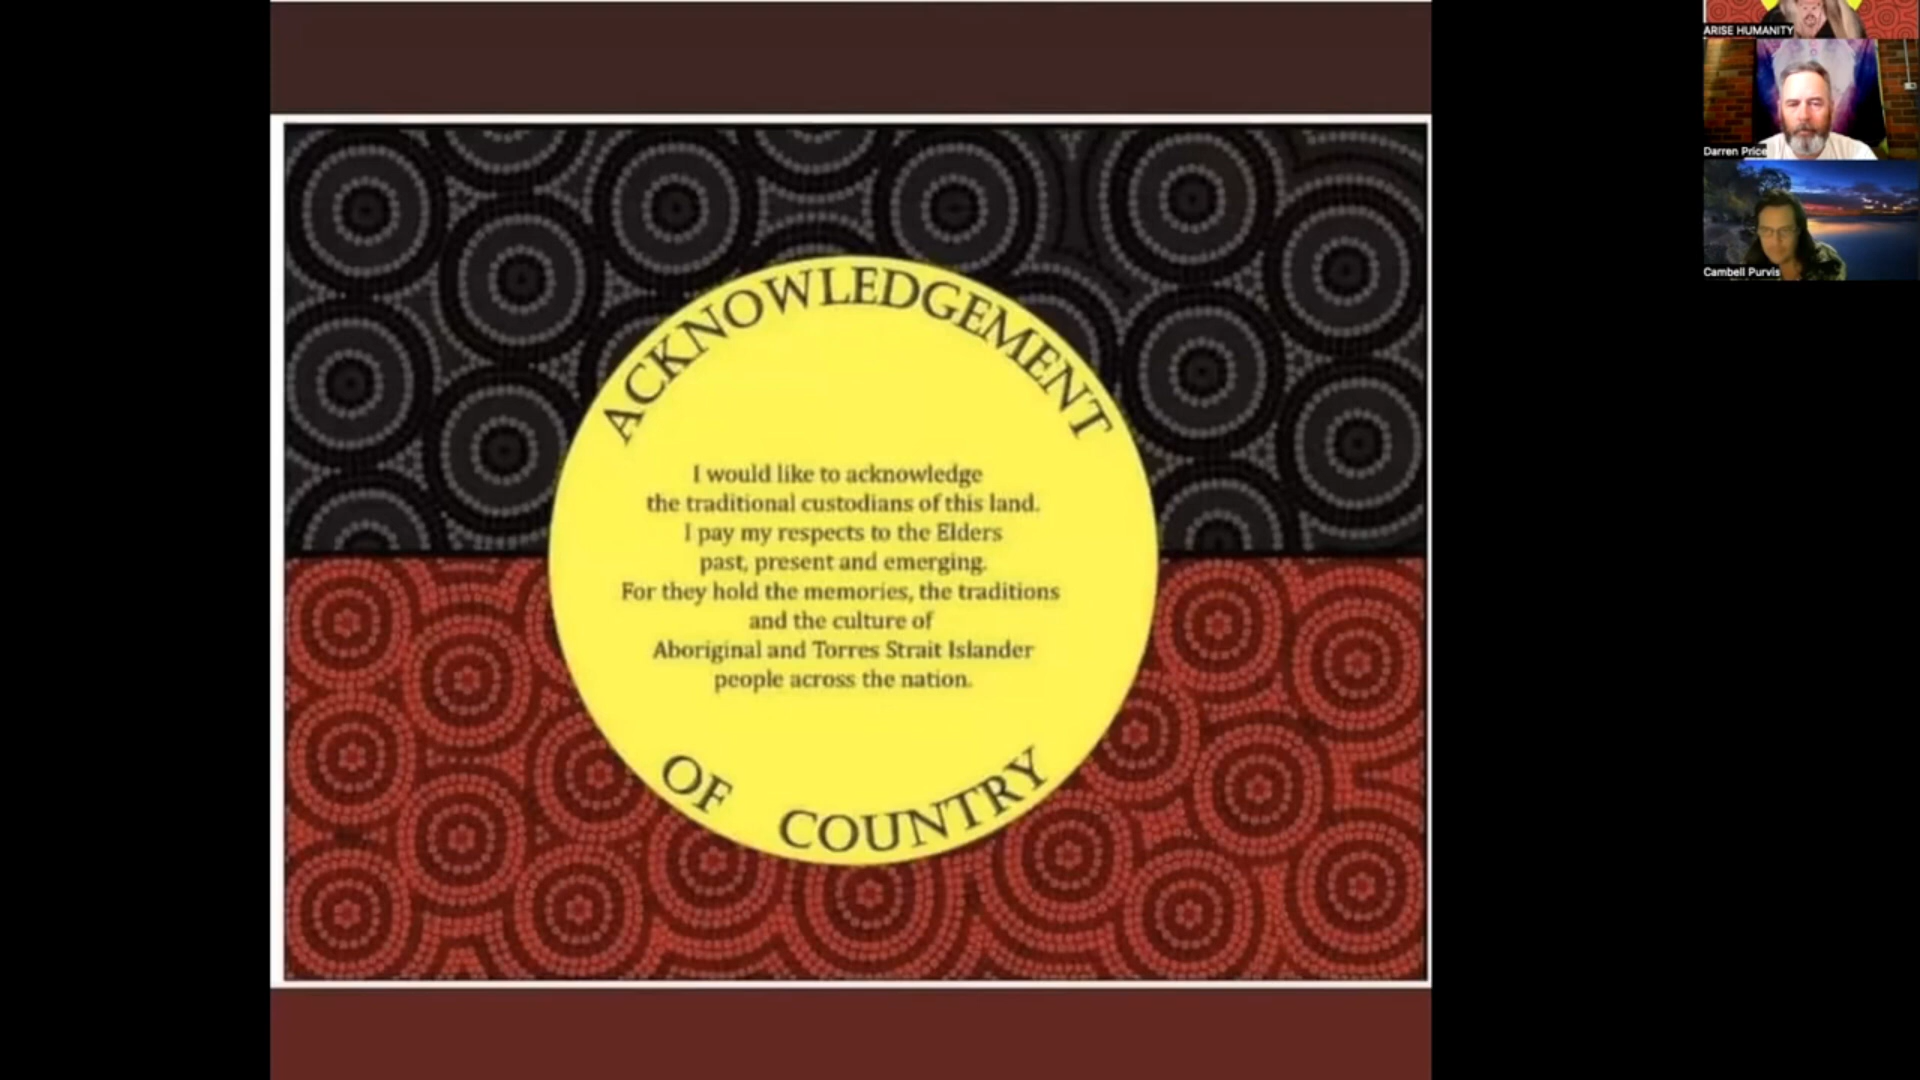 ACKNOWLEDGEMENT
I would like to acknowledge
the traditional custodians of this land.
I pay my respects to the Elders
past, present and emerging.
For they hold the memories, the traditions
and the culture of
Aboriginal and Torres Strait Islander
people across the nation.
OF COUNTRY
ARISE HUMANITY
Darren Price
Cambell Purvis